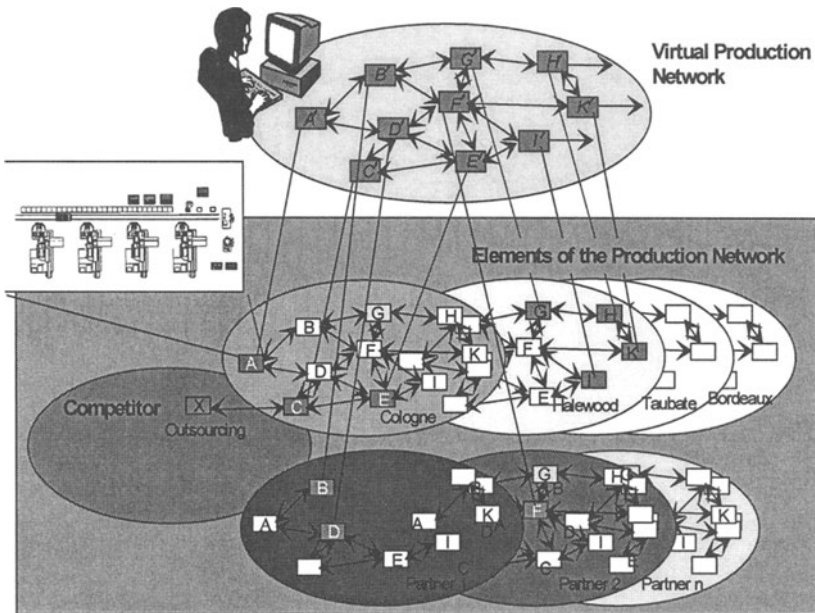 Virtual Production
Network
G'
H'
B'
F'
K'
A'
D'
I'
C'
E'
Elements of the Production Network
G
H
B
F
K
A
D
I
C
E
Cologne
G
H
F
K
I
E
Halewood
Taubate
Bordeaux
Competitor
X
Outsourcing
B
A
D
E
A
K
I
Partner 1
G
B
F
H
D
I
C
E
Partner 2
K
I
Partner n